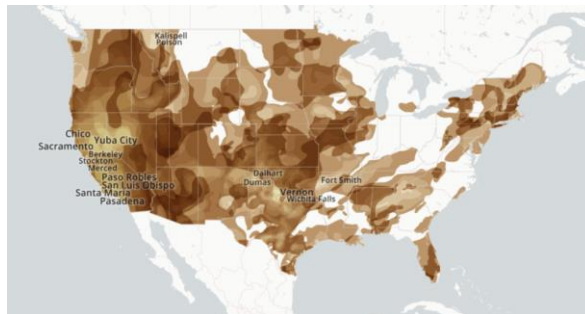 Kalispell
Polson
Chico
Yuba City
Sacramento
Berkeley
Stockton
Merced
Paso Robles
San Luis Obispo
Santa Maria
Pasadena
Dalhart
Dumas
Fort Smith
Vernon
Wichita Falls